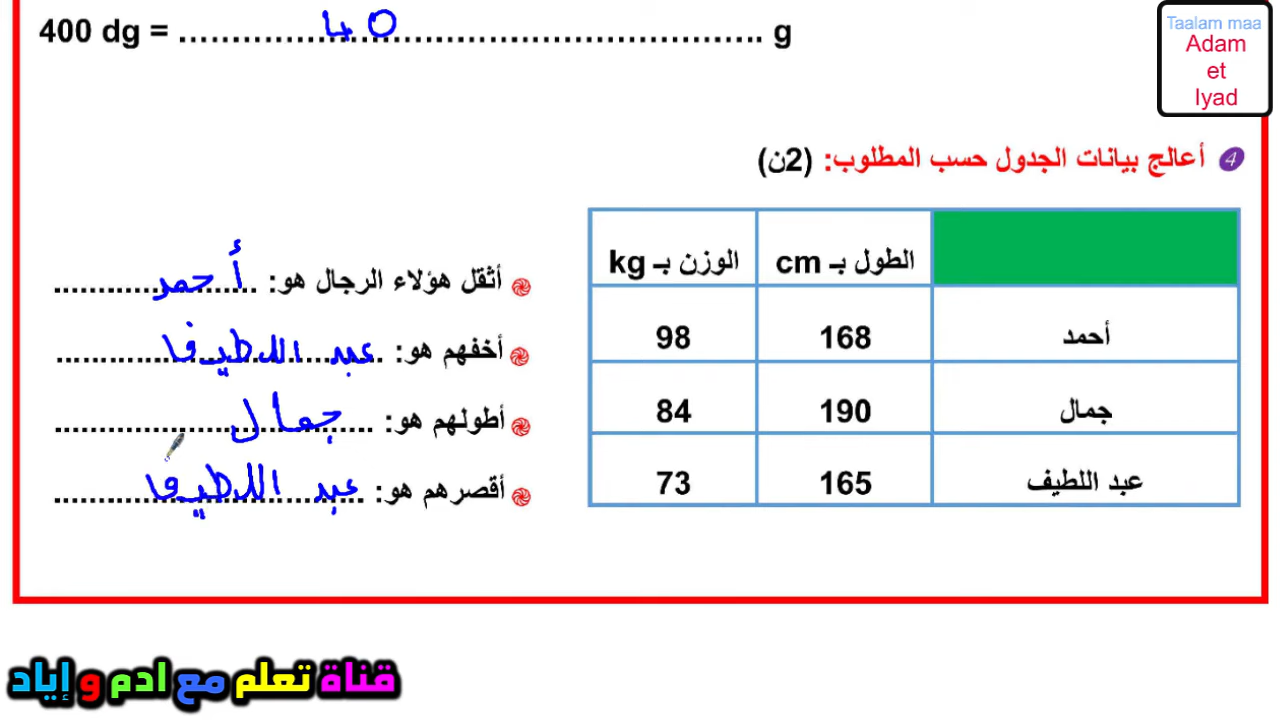 400 dg = ........40........ g
Taalam maa
Adam
et
Iyad
4 أعالج بيانات الجدول حسب المطلوب: (2ن)
الطول بـ cm الوزن بـ kg
أحمد 168 98
جمال 190 84
عبد اللطيف 165 73
أثقل هؤلاء الرجال هو: أحمد
أخفهم هو: عبد اللطيف
أطولهم هو: جمال
أقصرهم هو: عبد اللطيف
قناة تعلم مع ادم و إياد